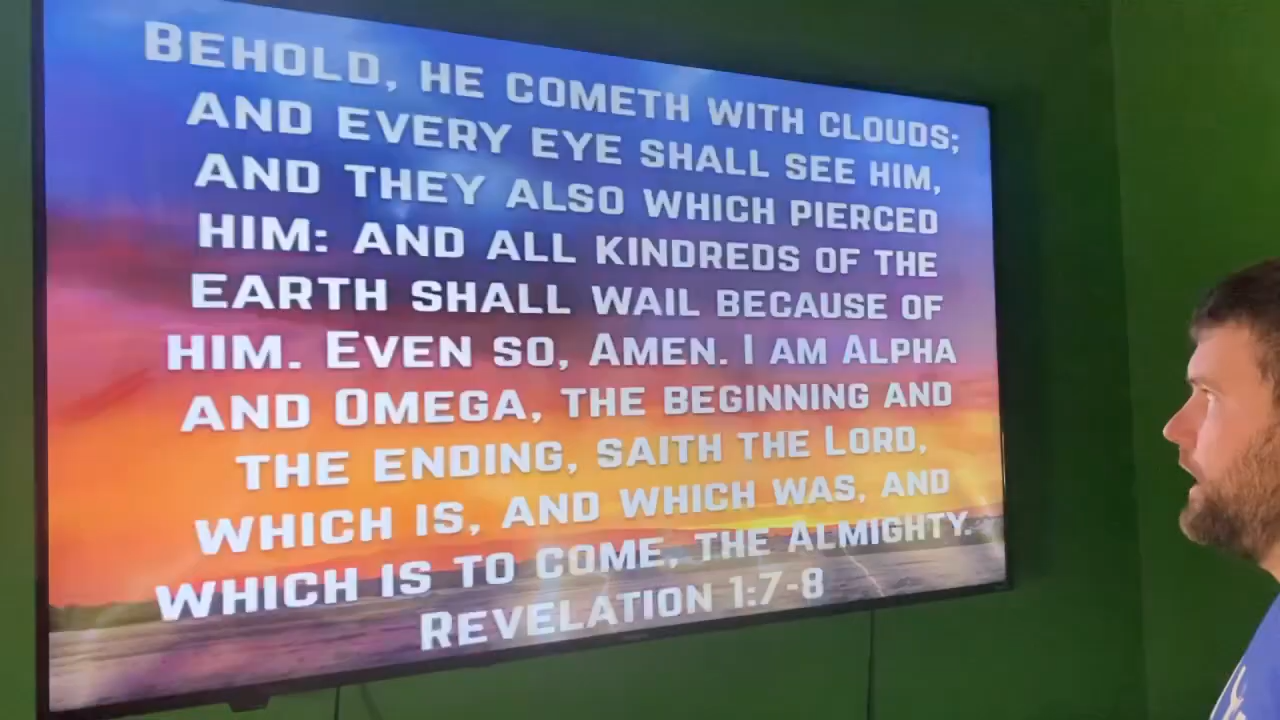 Behold, he cometh with clouds;
and every eye shall see him,
and they also which pierced
him: and all kindreds of the
earth shall wail because of
him. Even so, Amen. I am Alpha
and Omega, the beginning and
the ending, saith the Lord,
which is, and which was, and
which is to come, the Almighty.
Revelation 1:7-8